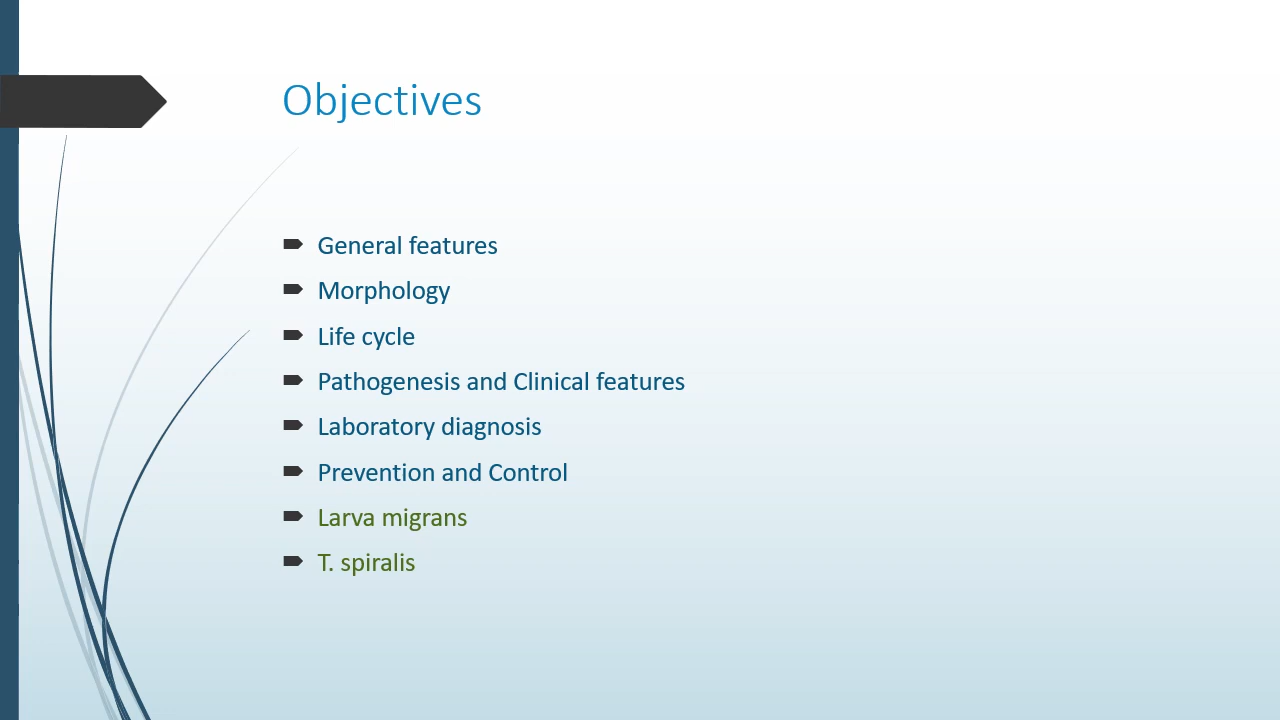 Objectives
General features
Morphology
Life cycle
Pathogenesis and Clinical features
Laboratory diagnosis
Prevention and Control
Larva migrans
T. spiralis